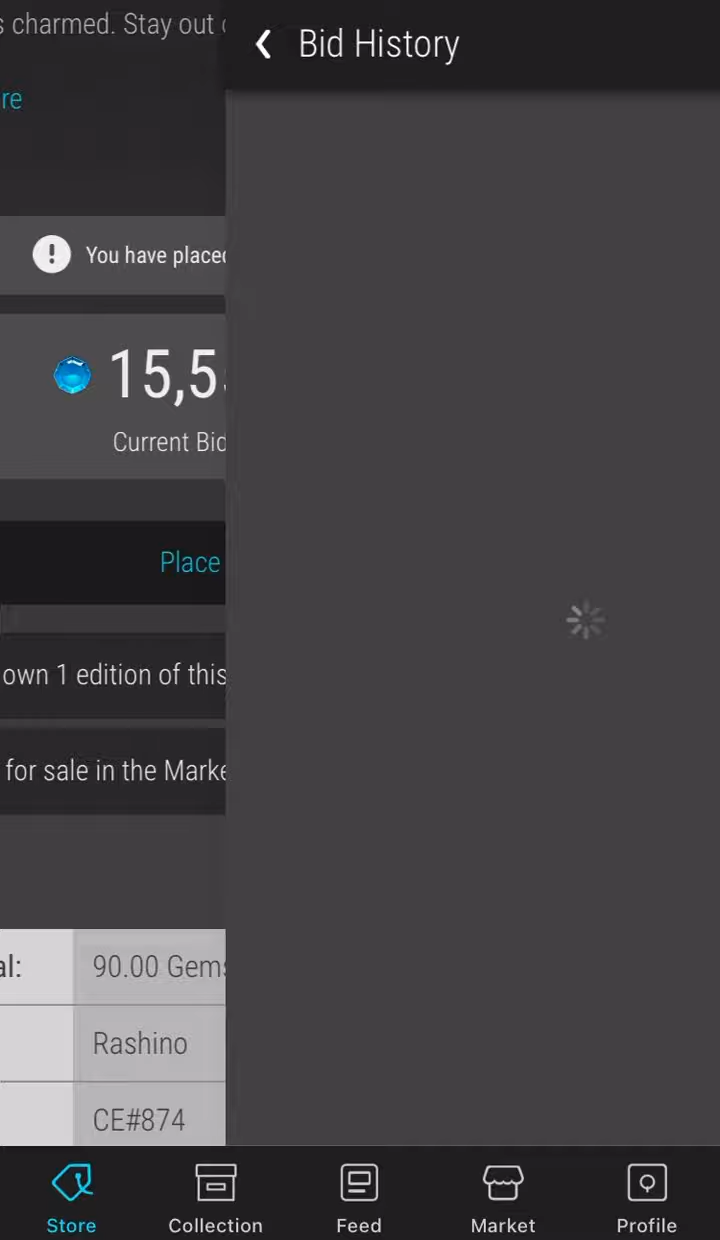 s charmed. Stay out
Bid History
re
You have placed
15,5
Current Bid
Place
own 1 edition of this
for sale in the Marke
al:
90.00 Gems
Rashino
CE#874
Store
Collection
Feed
Market
Profile